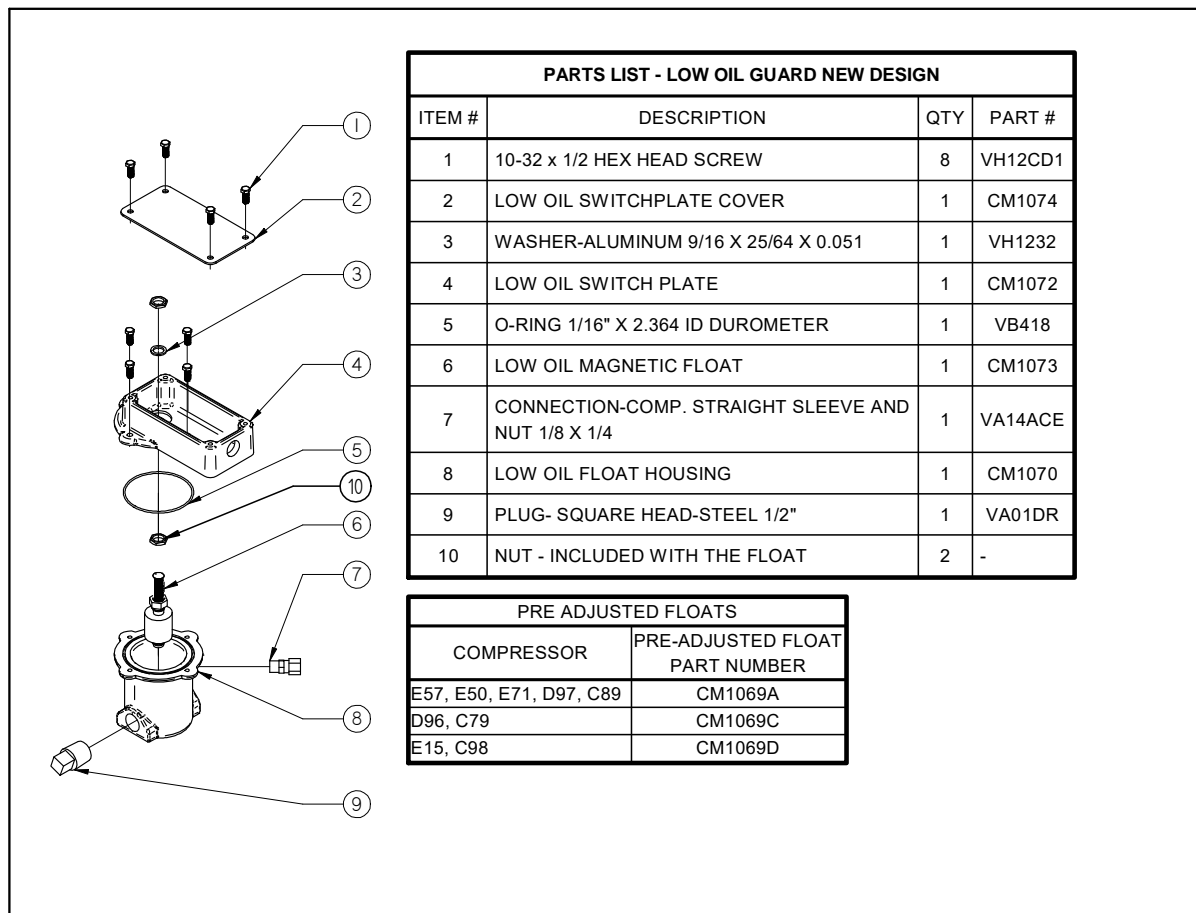 PARTS LIST - LOW OIL GUARD NEW DESIGN
ITEM # DESCRIPTION QTY PART #
1 10-32 x 1/2 HEX HEAD SCREW 8 VH12CD1
2 LOW OIL SWITCHPLATE COVER 1 CM1074
3 WASHER-ALUMINUM 9/16 X 25/64 X 0.051 1 VH1232
4 LOW OIL SWITCH PLATE 1 CM1072
5 O-RING 1/16" X 2.364 ID DUROMETER 1 VB418
6 LOW OIL MAGNETIC FLOAT 1 CM1073
7 CONNECTION-COMP. STRAIGHT SLEEVE AND
NUT 1/8 X 1/4 1 VA14ACE
8 LOW OIL FLOAT HOUSING 1 CM1070
9 PLUG- SQUARE HEAD-STEEL 1/2" 1 VA01DR
10 NUT - INCLUDED WITH THE FLOAT 2 -
PRE ADJUSTED FLOATS
COMPRESSOR PRE-ADJUSTED FLOAT
PART NUMBER
E57, E50, E71, D97, C89 CM1069A
D96, C79 CM1069C
E15, C98 CM1069D
1
2
3
4
5
10
6
7
8
9